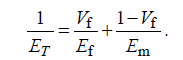 1/E_T = V_f/E_f + 1−V_f/E_m .